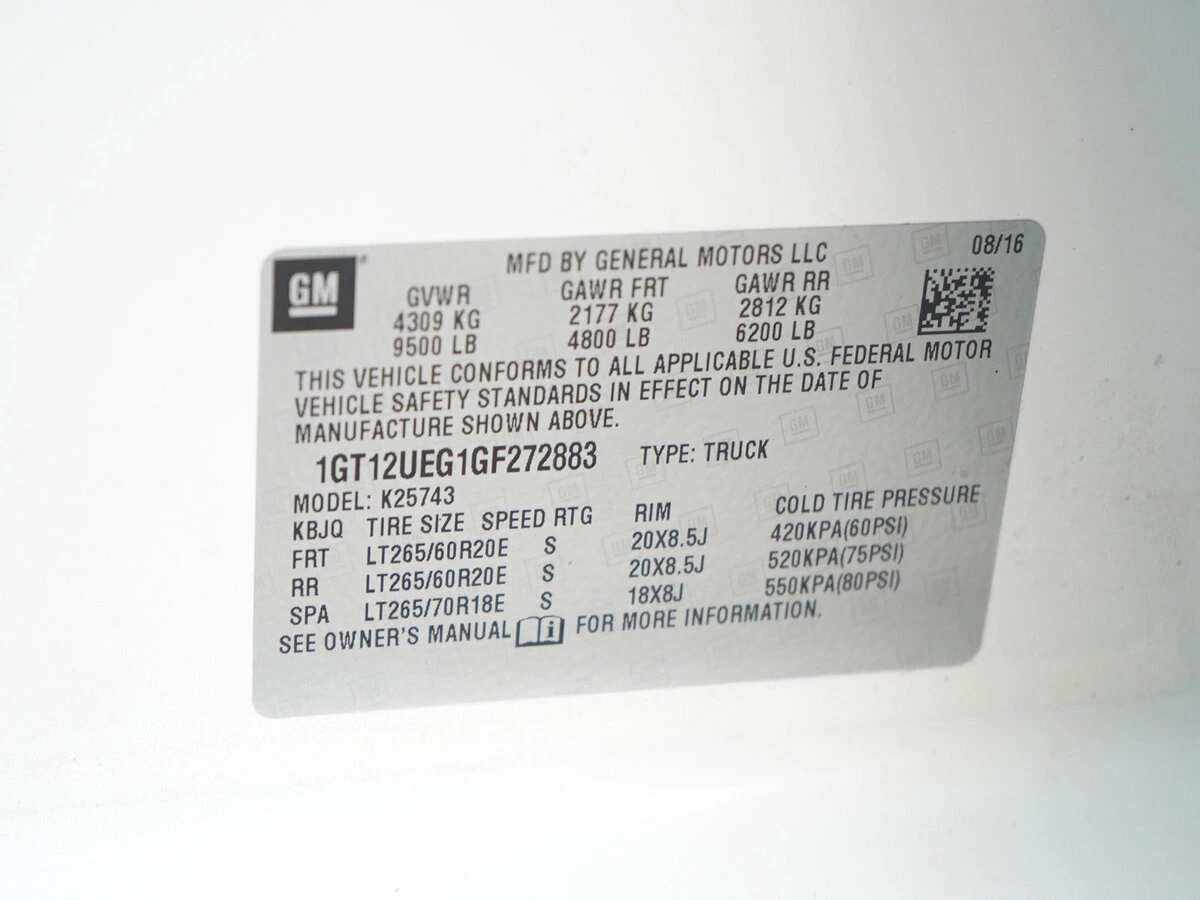 GM
MFD BY GENERAL MOTORS LLC 08/16
GVWR GAWR FRT GAWR RR
4309 KG 2177 KG 2812 KG
9500 LB 4800 LB 6200 LB
THIS VEHICLE CONFORMS TO ALL APPLICABLE U.S. FEDERAL MOTOR
VEHICLE SAFETY STANDARDS IN EFFECT ON THE DATE OF
MANUFACTURE SHOWN ABOVE.
1GT12UEG1GF272883 TYPE: TRUCK
MODEL: K25743
KBJQ TIRE SIZE SPEED RTG RIM COLD TIRE PRESSURE
FRT LT265/60R20E S 20X8.5J 420KPA(60PSI)
RR LT265/60R20E S 20X8.5J 520KPA(75PSI)
SPA LT265/70R18E S 18X8J 550KPA(80PSI)
SEE OWNER'S MANUAL i FOR MORE INFORMATION.